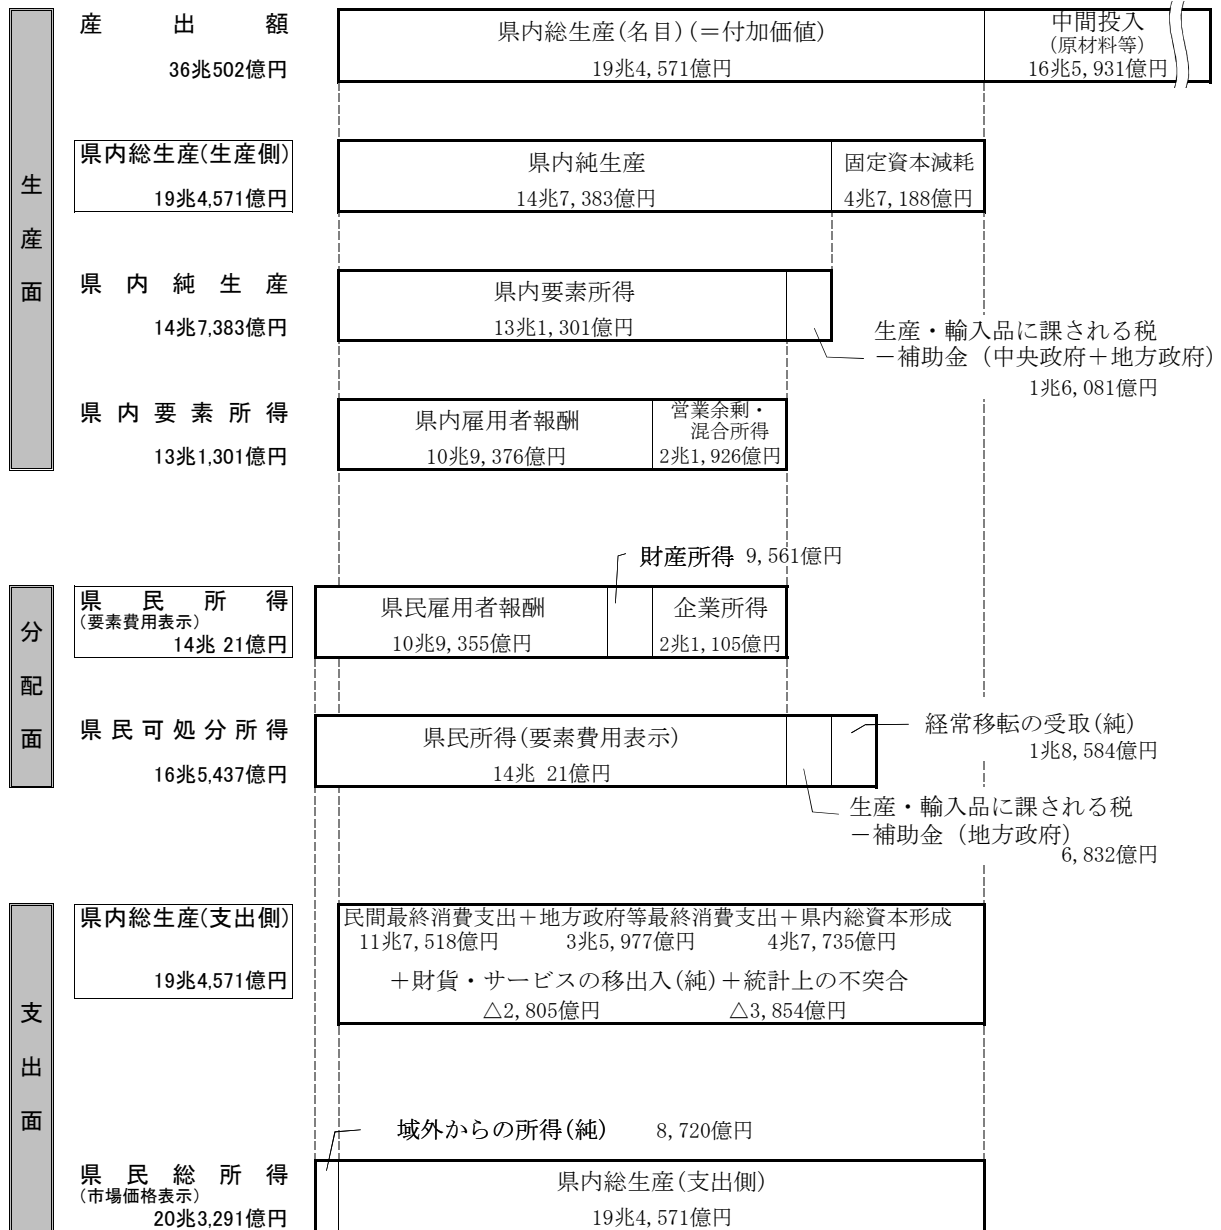 生産面
産出額
36兆502億円
県内総生産(名目)(＝付加価値)
19兆4,571億円
中間投入
(原材料等)
16兆5,931億円
県内総生産(生産側)
19兆4,571億円
県内純生産
14兆7,383億円
固定資本減耗
4兆7,188億円
県内純生産
14兆7,383億円
県内要素所得
13兆1,301億円
生産・輸入品に課される税
－補助金（中央政府＋地方政府）
1兆6,081億円
県内要素所得
13兆1,301億円
県内雇用者報酬
10兆9,376億円
営業余剰・
混合所得
2兆1,926億円
分配面
財産所得 9,561億円
県民所得
(要素費用表示)
14兆 21億円
県民雇用者報酬
10兆9,355億円
企業所得
2兆1,105億円
県民可処分所得
16兆5,437億円
県民所得(要素費用表示)
14兆 21億円
経常移転の受取(純)
1兆8,584億円
生産・輸入品に課される税
－補助金（地方政府）
6,832億円
支出面
県内総生産(支出側)
19兆4,571億円
民間最終消費支出＋地方政府等最終消費支出＋県内総資本形成
11兆7,518億円 3兆5,977億円 4兆7,735億円
＋財貨・サービスの移出入(純)＋統計上の不突合
△2,805億円 △3,854億円
域外からの所得(純) 8,720億円
県民総所得
(市場価格表示)
20兆3,291億円
県内総生産(支出側)
19兆4,571億円